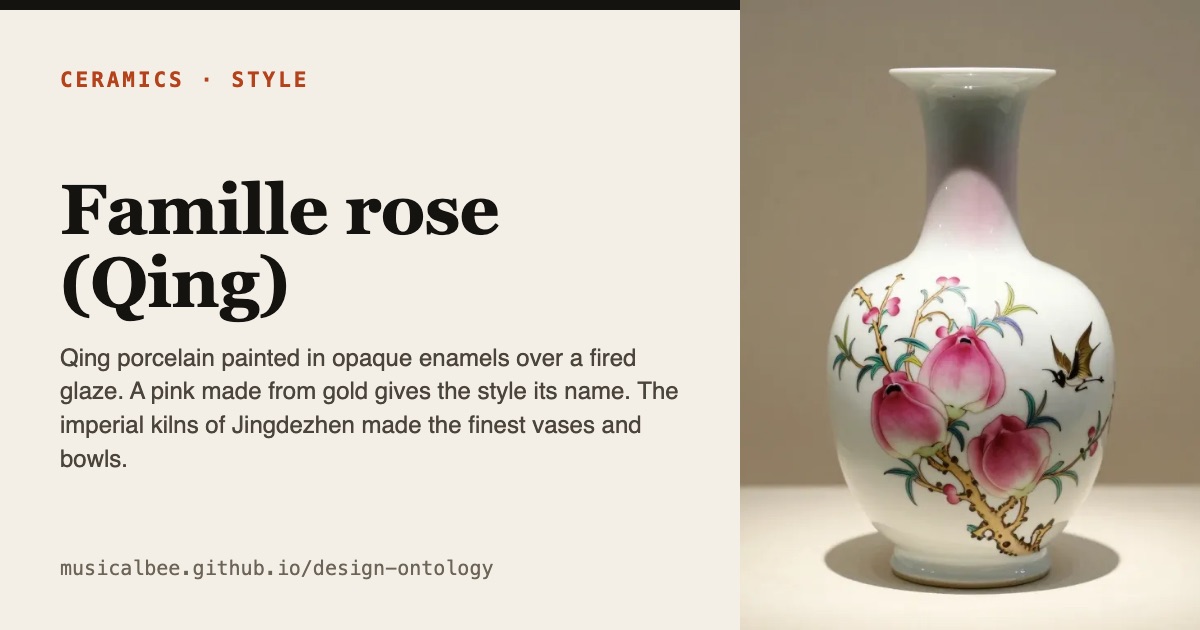 CERAMICS · STYLE
Famille rose
(Qing)
Qing porcelain painted in opaque enamels over a fired
glaze. A pink made from gold gives the style its name. The
imperial kilns of Jingdezhen made the finest vases and
bowls.
musicalbee.github.io/design-ontology